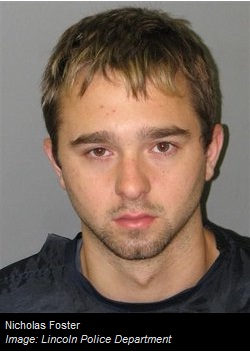 Nicholas Foster
Image: Lincoln Police Department